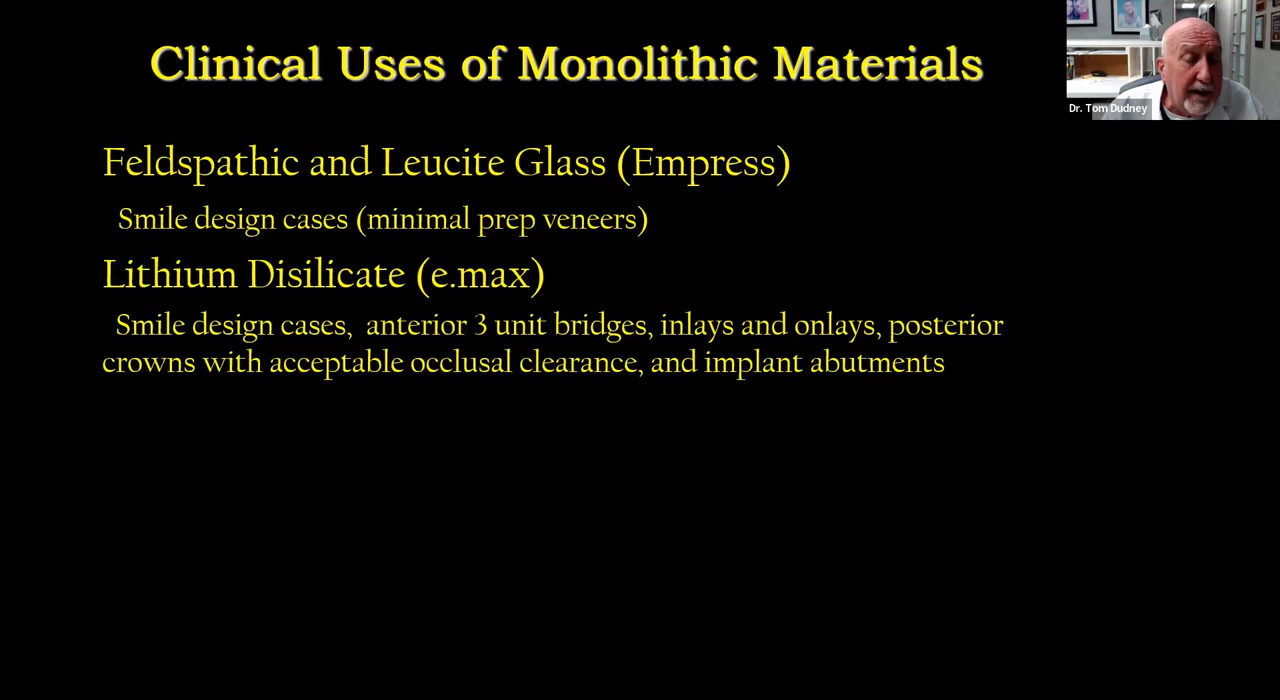 Clinical Uses of Monolithic Materials
Dr. Tom Dudney
Feldspathic and Leucite Glass (Empress)
Smile design cases (minimal prep veneers)
Lithium Disilicate (e.max)
Smile design cases, anterior 3 unit bridges, inlays and onlays, posterior
crowns with acceptable occlusal clearance, and implant abutments